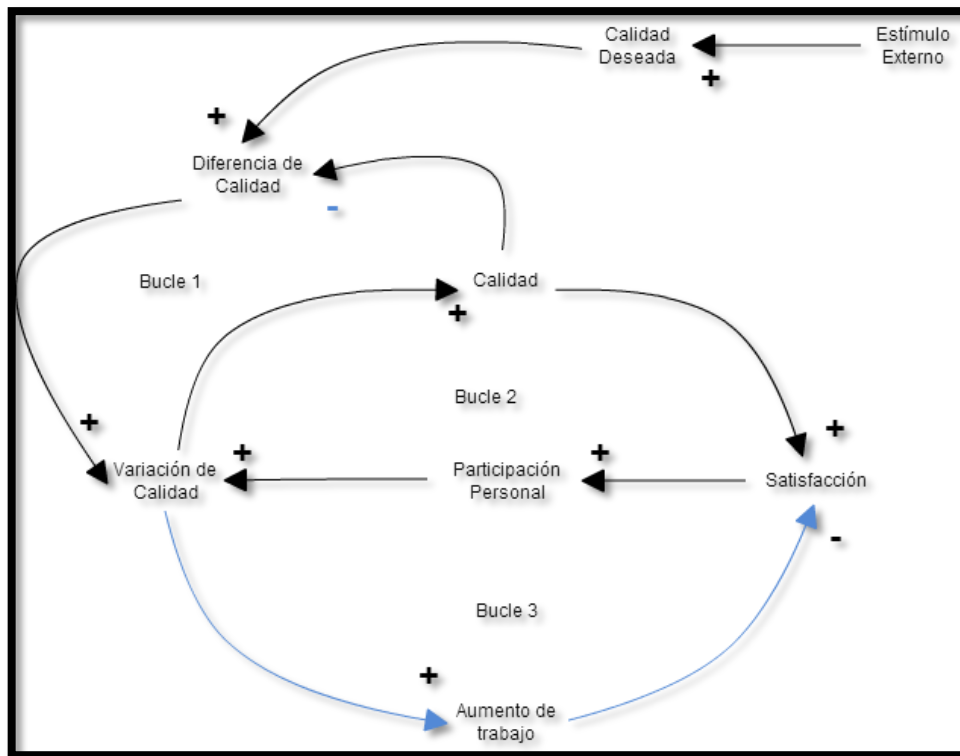 Calidad
Deseada
Estímulo
Externo
+
+
Diferencia de
Calidad
-
Bucle 1
Calidad
+
Bucle 2
+
+
+
+
Variación de
Calidad
Participación
Personal
Satisfacción
-
Bucle 3
+
Aumento de
trabajo